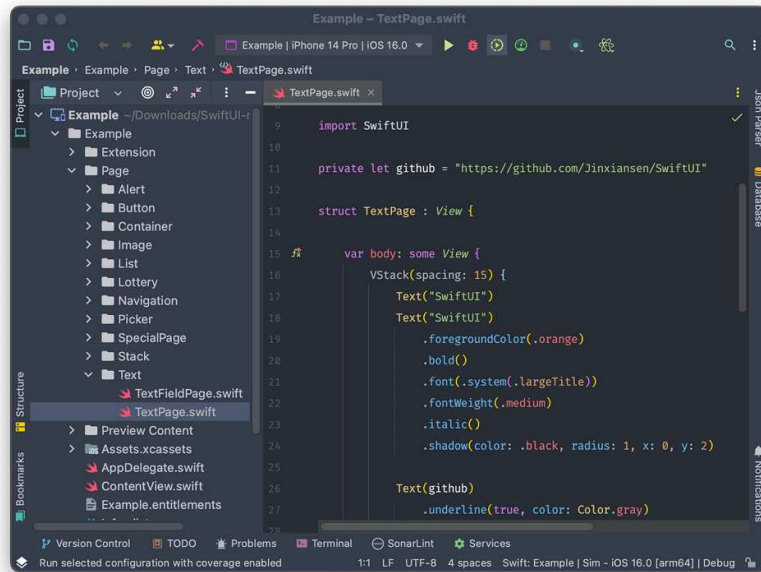 Example – TextPage.swift
Example | iPhone 14 Pro | iOS 16.0
Example › Example › Page › Text › TextPage.swift
Project
Project
Structure
Bookmarks
Example ~/Downloads/SwiftUI-
Example
Extension
Page
Alert
Button
Container
Image
List
Lottery
Navigation
Picker
SpecialPage
Stack
Text
TextFieldPage.swift
TextPage.swift
Preview Content
Assets.xcassets
AppDelegate.swift
ContentView.swift
Example.entitlements
TextPage.swift
9 import SwiftUI
10
11 private let github = "https://github.com/Jinxiansen/SwiftUI"
12
13 struct TextPage : View {
14
15 var body: some View {
16 VStack(spacing: 15) {
17 Text("SwiftUI")
18 Text("SwiftUI")
19 .foregroundColor(.orange)
20 .bold()
21 .font(.system(.largeTitle))
22 .fontWeight(.medium)
23 .italic()
24 .shadow(color: .black, radius: 1, x: 0, y: 2)
25
26 Text(github)
27 .underline(true, color: Color.gray)
28
Json Parser
Database
Notifications
Version Control TODO Problems Terminal SonarLint Services
Run selected configuration with coverage enabled 1:1 LF UTF-8 4 spaces Swift: Example | Sim - iOS 16.0 [arm64] | Debug